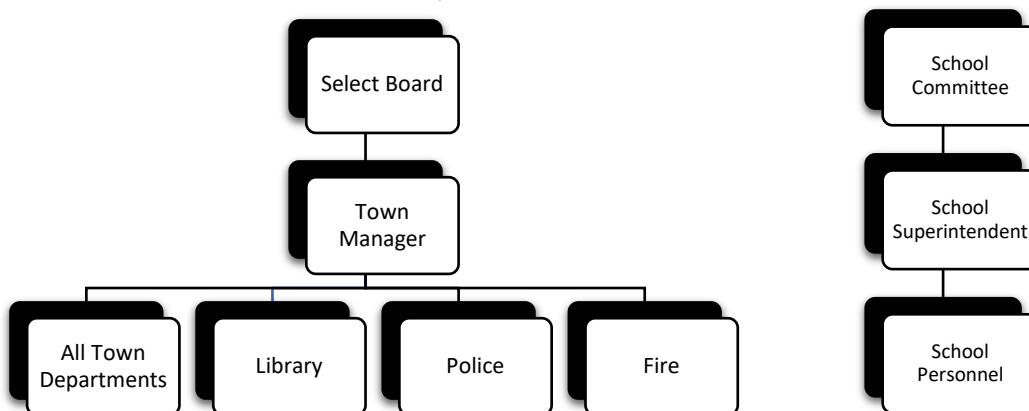 Select Board
Town
Manager
All Town
Departments
Library
Police
Fire
School
Committee
School
Superintendent
School
Personnel